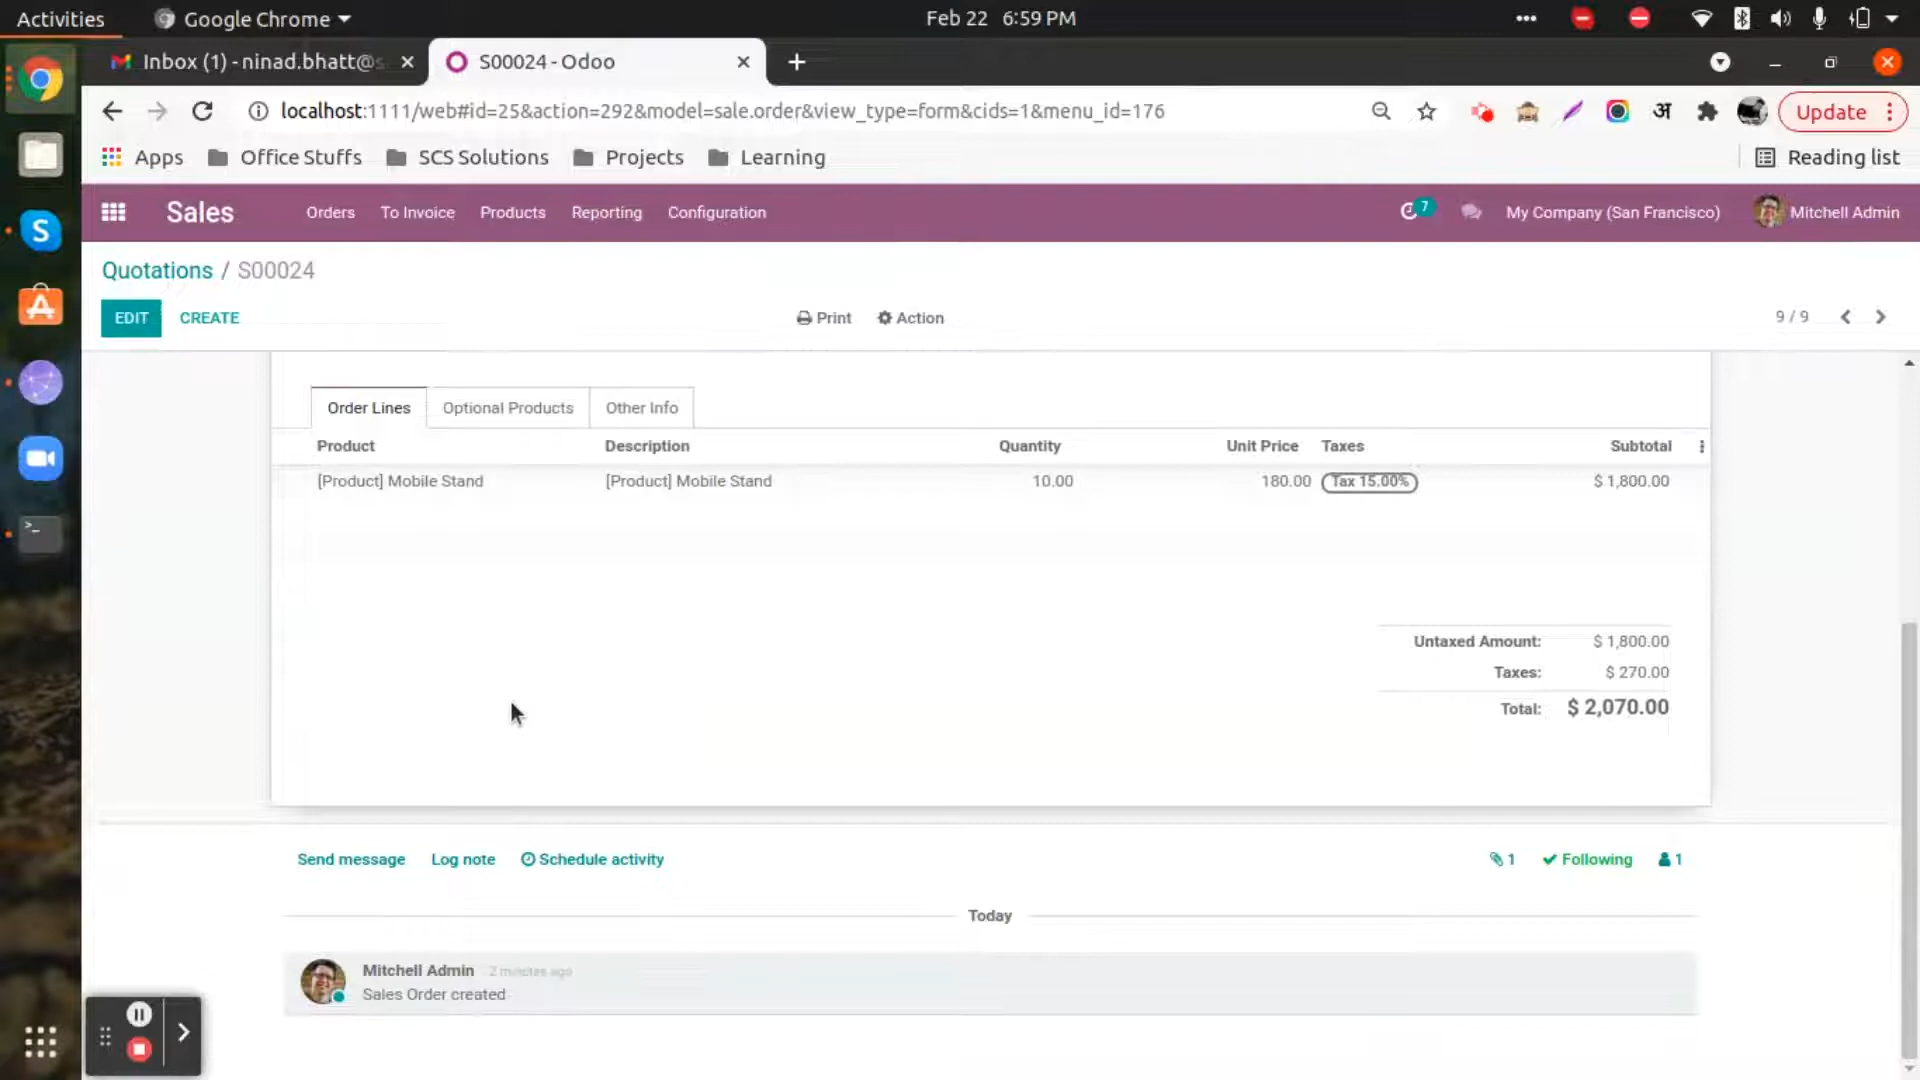 Activities
Google Chrome
Feb 22 6:59 PM
Inbox (1) - ninad.bhatt@s
S00024 - Odoo
localhost:1111/web#id=25&action=292&model=sale.order&view_type=form&cids=1&menu_id=176
अ
Update
Apps
Office Stuffs
SCS Solutions
Projects
Learning
Reading list
Sales
Orders
To Invoice
Products
Reporting
Configuration
7
My Company (San Francisco)
Mitchell Admin
Quotations / S00024
EDIT
CREATE
Print
Action
9 / 9
Order Lines
Optional Products
Other Info
Product Description Quantity Unit Price Taxes Subtotal
[Product] Mobile Stand [Product] Mobile Stand 10.00 180.00 Tax 15.00% $ 1,800.00
Untaxed Amount: $ 1,800.00
Taxes: $ 270.00
Total: $ 2,070.00
Send message
Log note
Schedule activity
1
Following
1
Today
Mitchell Admin - 2 minutes ago
Sales Order created